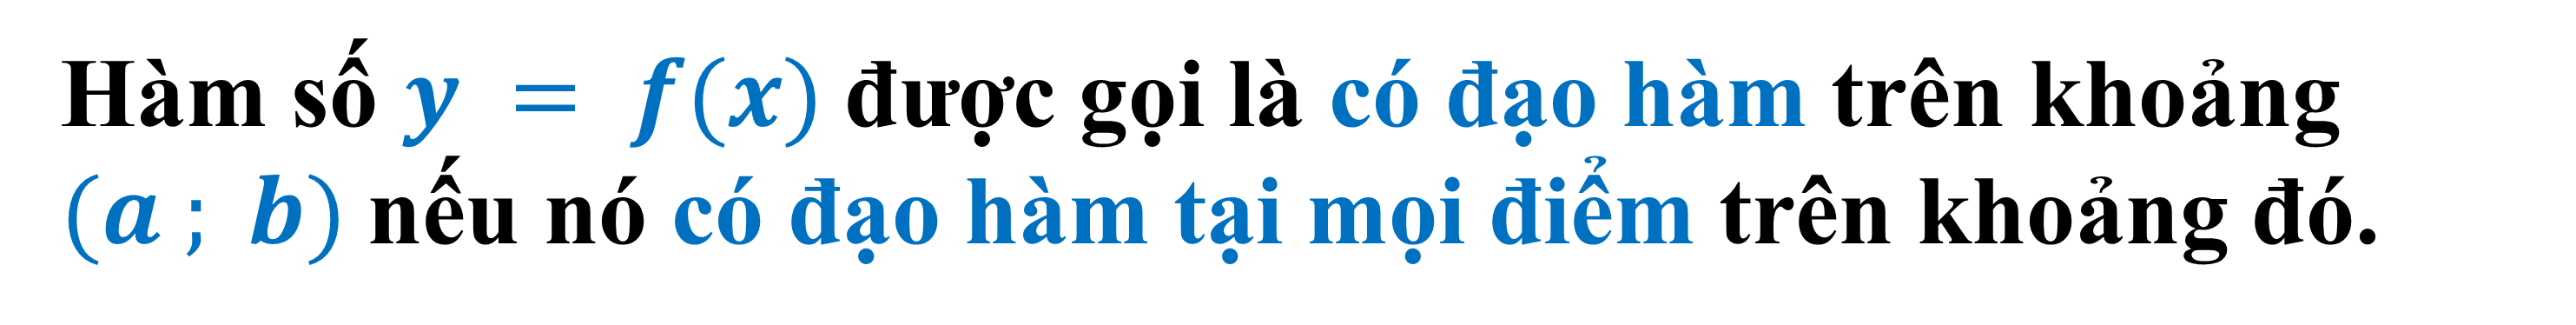 Hàm số y = f(x) được gọi là có đạo hàm trên khoảng
(a ; b) nếu nó có đạo hàm tại mọi điểm trên khoảng đó.